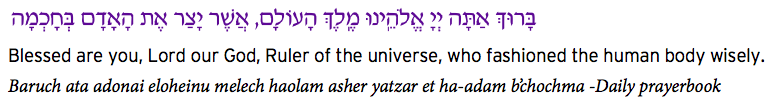 בָּרוּךְ אַתָּה יְיָ אֱלֹהֵֽינוּ מֶֽלֶךְ הָעוֹלָם, אֲשֶׁר יָצַר אֶת הָאָדָם בְּחָכְמָה
Blessed are you, Lord our God, Ruler of the universe, who fashioned the human body wisely.
Baruch ata adonai eloheinu melech haolam asher yatzar et ha-adam b’chochma -Daily prayerbook